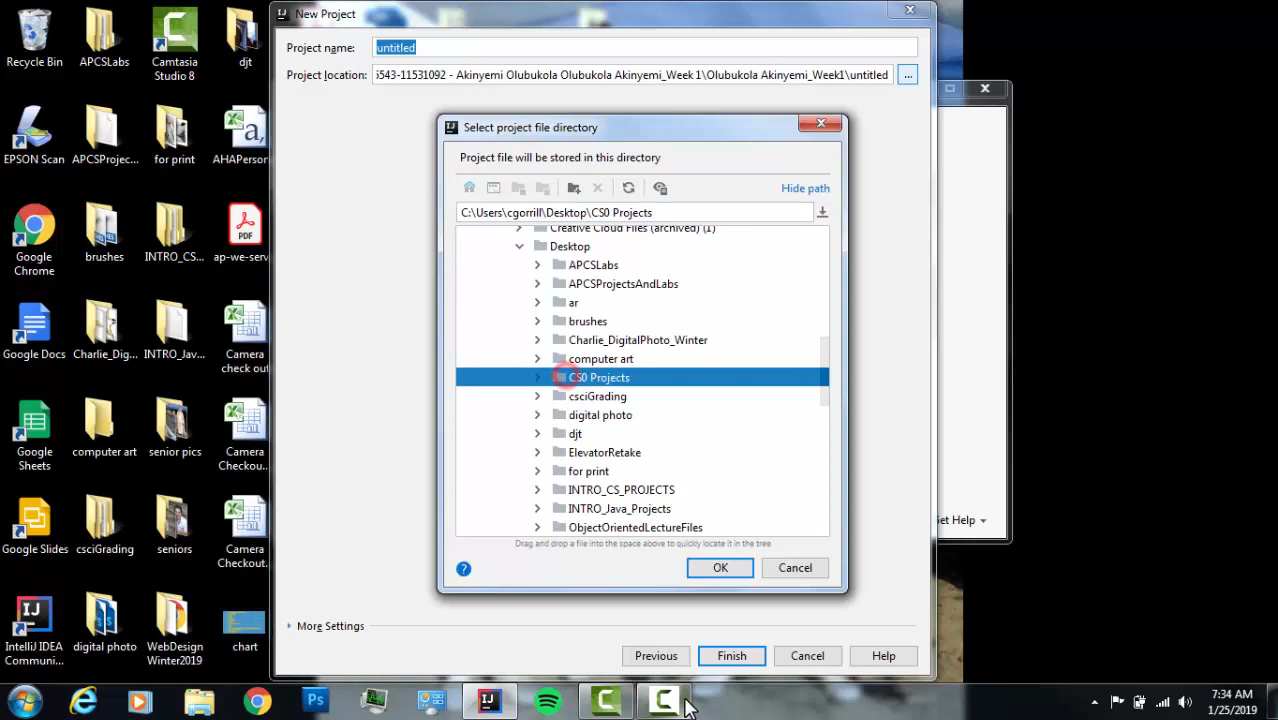 New Project
Project name:
untitled
Project location:
5543-11531092 - Akinyemi Olubukola Olubukola Akinyemi_Week 1\Olubukola Akinyemi_Week1\untitled
...
Select project file directory
Project file will be stored in this directory
Hide path
C:\Users\cgorrill\Desktop\CS0 Projects
Creative Cloud Files (archived) (1)
Desktop
APCSLabs
APCSProjectsAndLabs
ar
brushes
Charlie_DigitalPhoto_Winter
computer art
CS0 Projects
csciGrading
digital photo
djt
ElevatorRetake
for print
INTRO_CS_PROJECTS
INTRO_Java_Projects
ObjectOrientedLectureFiles
Drag and drop a file into the space above to quickly locate it in the tree
?
OK
Cancel
More Settings
Previous
Finish
Cancel
Help
Get Help
Recycle Bin
APCSLabs
Camtasia
Studio 8
djt
EPSON Scan
APCSProjec...
for print
AHAPerson
Google
Chrome
brushes
INTRO_CS...
PDF
ap-we-serv
Google Docs
Charlie_Dig...
INTRO_Jav...
Camera
check out
Google
Sheets
computer art
senior pics
Camera
Checkou...
Google Slides
csciGrading
seniors
Camera
Checkout.
IntelliJ IDEA
Communi...
digital photo
WebDesign
Winter2019
chart
7:34 AM
1/25/2019